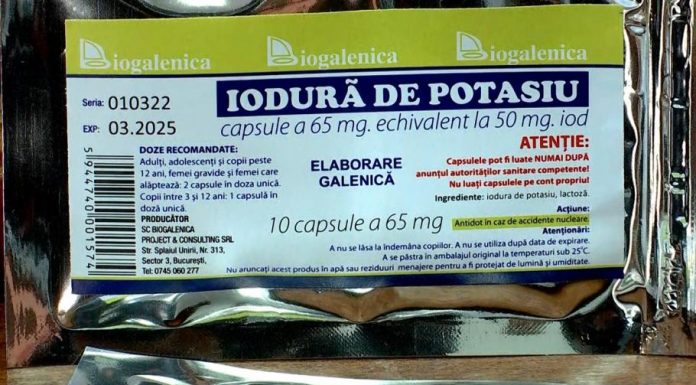 Biogalenica Biogalenica Biogalenica
Seria: 010322
EXP: 03.2025
5944740001574
IODURĂ DE POTASIU
capsule a 65 mg. echivalent la 50 mg. iod
DOZE RECOMANDATE:
Adulți, adolescenți și copii peste
12 ani, femei gravide și femei care
alăptează: 2 capsule în doza unică.
Copii intre 3 și 12 ani: 1 capsulă în
doză unică.
PRODUCĂTOR
SC BIOGALENICA
PROJECT & CONSULTING SRL
Str. Splaiul Unirii, Nr. 313,
Sector 3, București,
Tel: 0745 060 277
ELABORARE
GALENICĂ
10 capsule a 65 mg
ATENȚIE:
Capsulele pot fi luate NUMAI DUPĂ
anunțul autorităților sanitare competente!
Nu luați capsulele pe cont propriu!
Ingrediente: iodura de potasiu, lactoză.
Acțiune:
Antidot in caz de accidente nucleare.
Atenționări:
A nu se lăsa la îndemâna copiilor. A nu se utiliza după data de expirare.
A se păstra in ambalajul original la temperaturi sub 25°C.
Nu aruncați acest produs în apă sau reziduuri menajere pentru a fi protejat de lumină și umiditate.